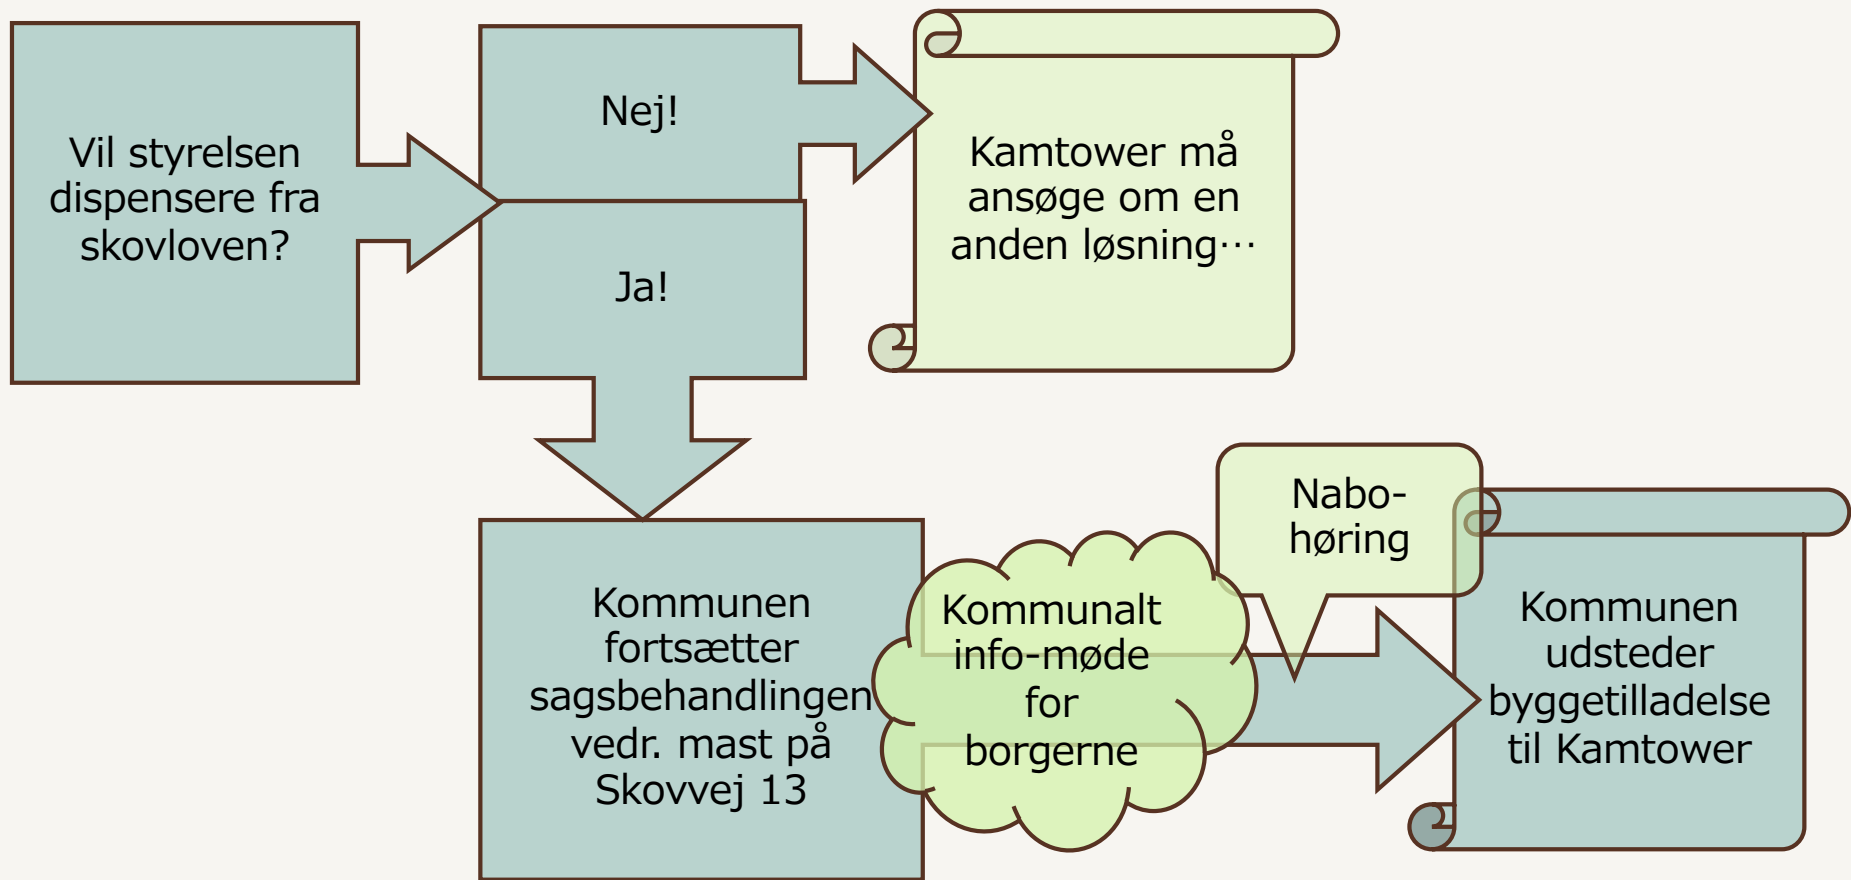 Vil styrelsen
dispensere fra
skovloven?
Nej!
Ja!
Kamtower må
ansøge om en
anden løsning…
Kommunen
fortsætter
sagsbehandlingen
vedr. mast på
Skovvej 13
Kommunalt
info-møde
for
borgerne
Nabo-
høring
Kommunen
udsteder
byggetilladelse
til Kamtower